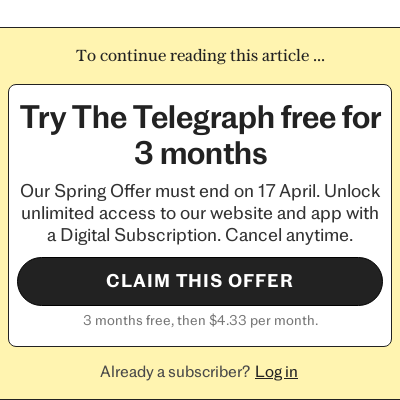 To continue reading this article ...
Try The Telegraph free for
3 months
Our Spring Offer must end on 17 April. Unlock
unlimited access to our website and app with
a Digital Subscription. Cancel anytime.
CLAIM THIS OFFER
3 months free, then $4.33 per month.
Already a subscriber? Log in